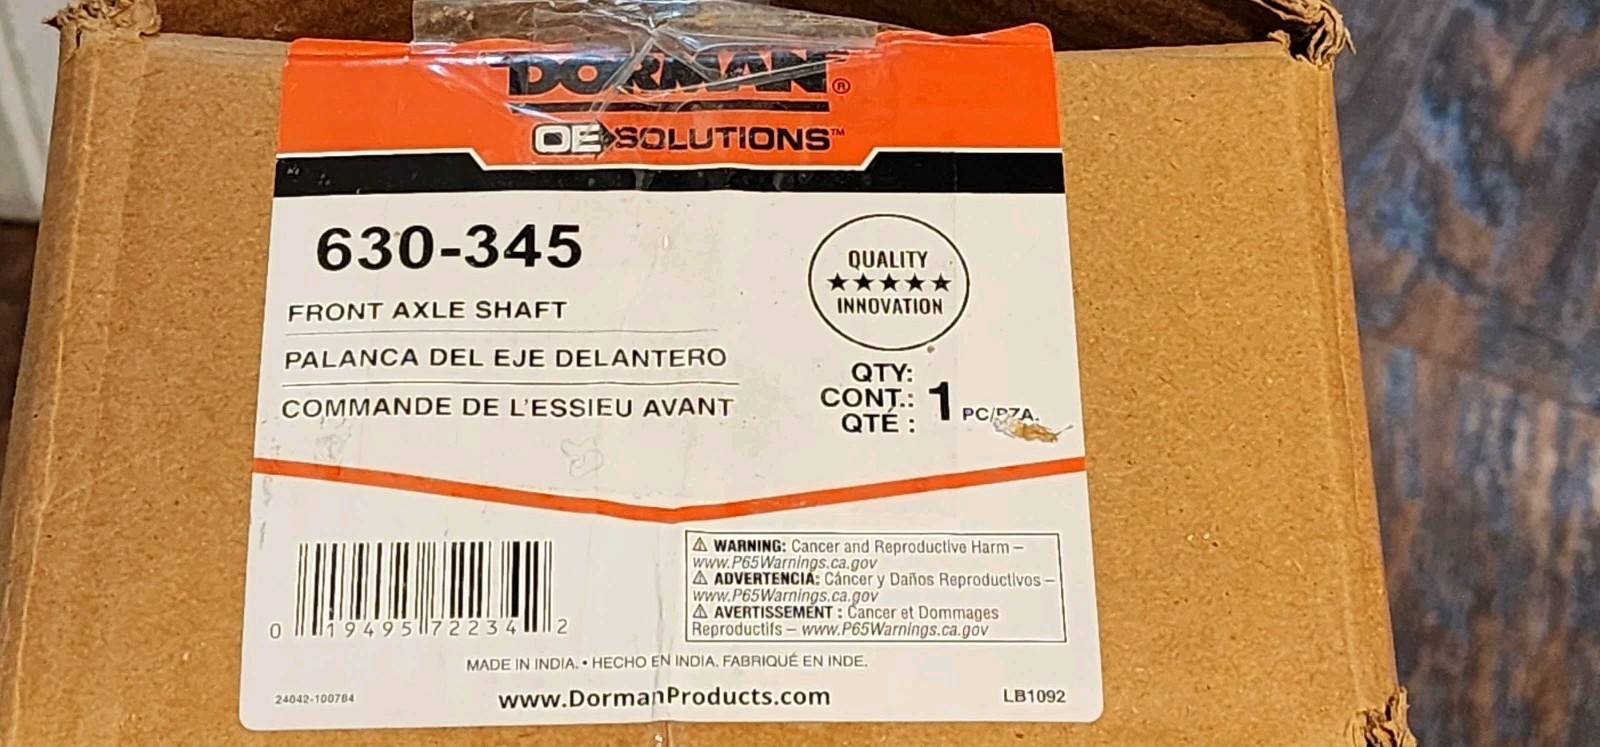 DORMAN®
OE SOLUTIONS™
630-345
FRONT AXLE SHAFT
PALANCA DEL EJE DELANTERO
COMMANDE DE L'ESSIEU AVANT
QUALITY
★★★★★
INNOVATION
QTY:
CONT.: 1 PC/PZA.
QTÉ :
⚠ WARNING: Cancer and Reproductive Harm –
www.P65Warnings.ca.gov
⚠ ADVERTENCIA: Cáncer y Daños Reproductivos –
www.P65Warnings.ca.gov
⚠ AVERTISSEMENT : Cancer et Dommages
Reproductifs – www.P65Warnings.ca.gov
0 19495 72234 2
MADE IN INDIA. • HECHO EN INDIA. FABRIQUÉ EN INDE.
24042-100784
www.DormanProducts.com
LB1092